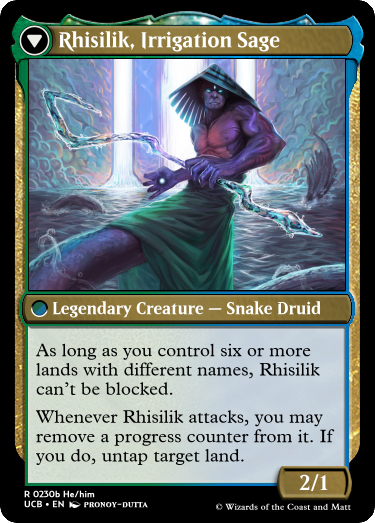 Rhisilik, Irrigation Sage
Legendary Creature — Snake Druid
As long as you control six or more
lands with different names, Rhisilik
can't be blocked.
Whenever Rhisilik attacks, you may
remove a progress counter from it. If
you do, untap target land.
2/1
R 0230b He/him
UCB • EN PRONOY-DUTTA
© Wizards of the Coast and Matt